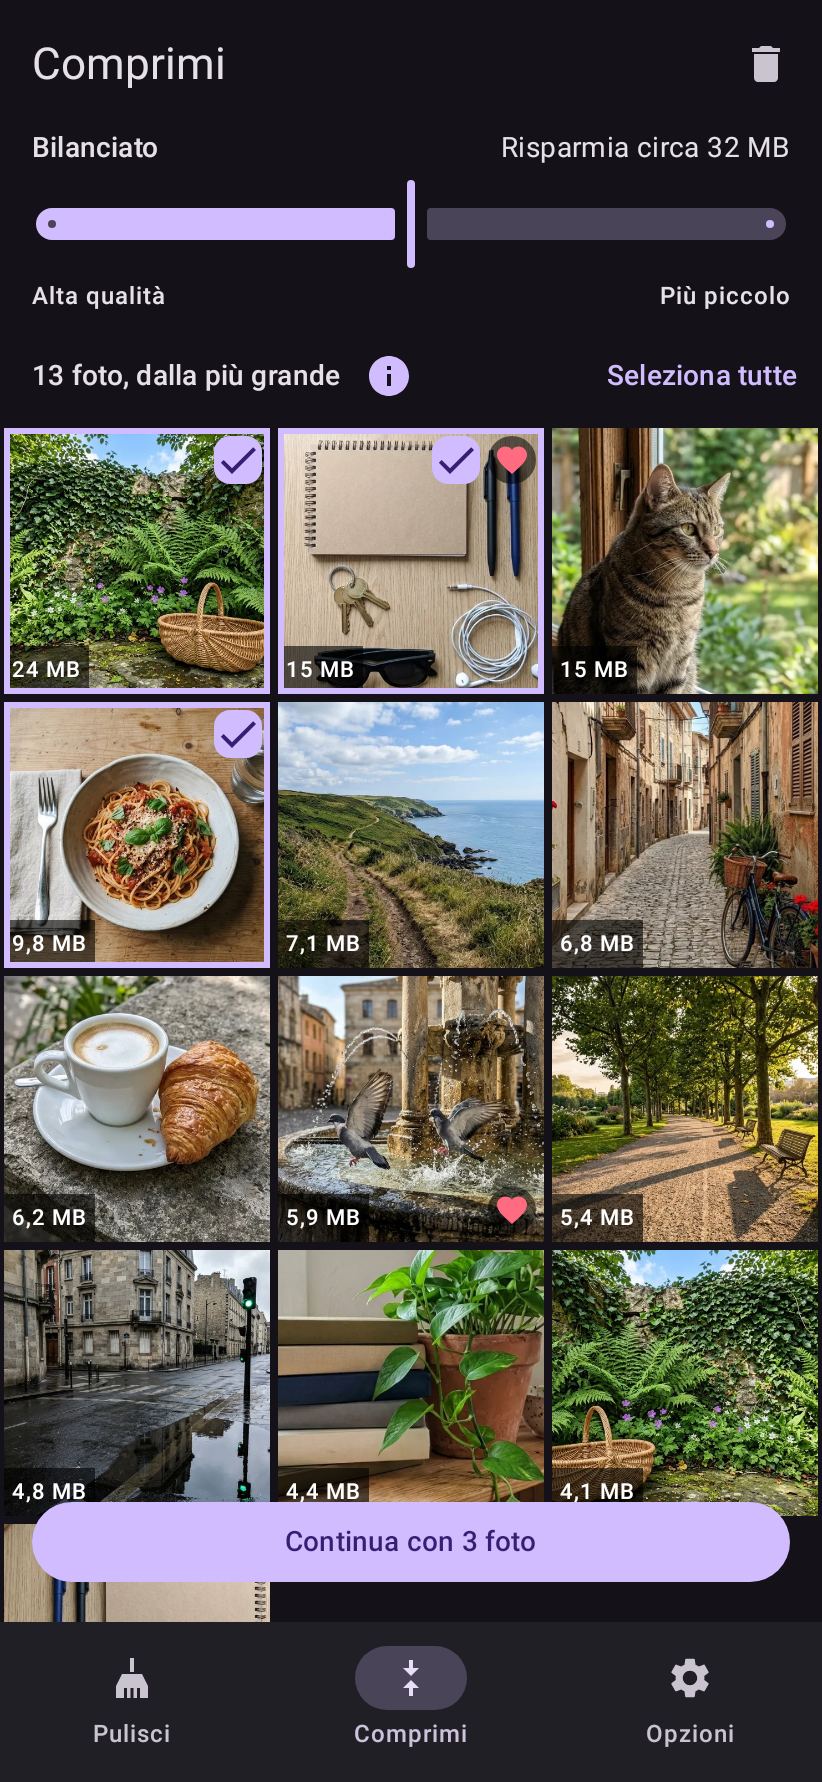 Comprimi
Bilanciato
Risparmia circa 32 MB
Alta qualità
Più piccolo
13 foto, dalla più grande
Seleziona tutte
24 MB
15 MB
15 MB
9,8 MB
7,1 MB
6,8 MB
6,2 MB
5,9 MB
5,4 MB
4,8 MB
4,4 MB
4,1 MB
Continua con 3 foto
Pulisci
Comprimi
Opzioni